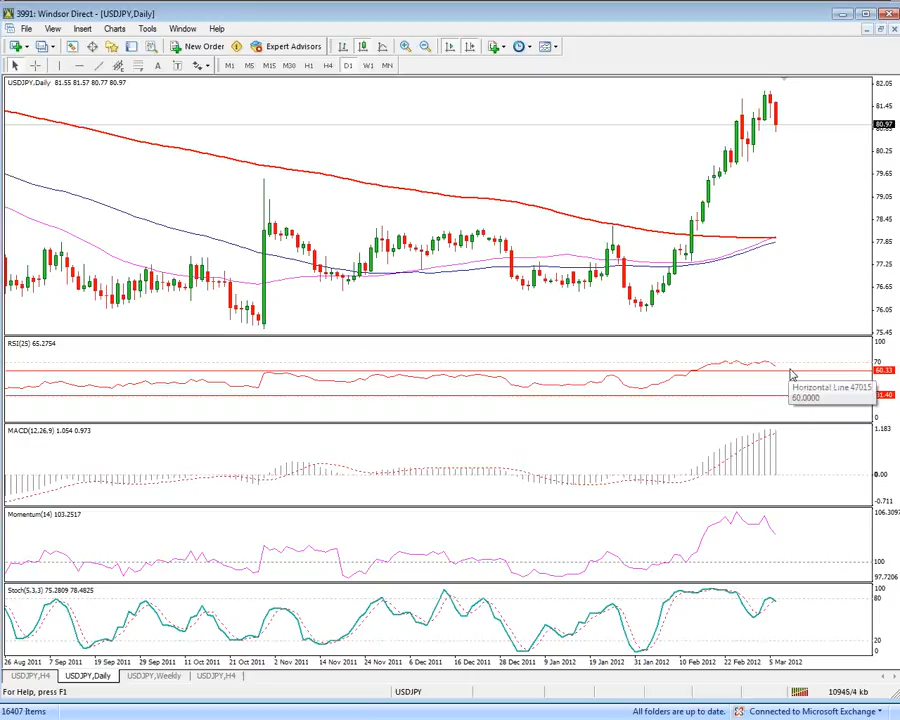 3991: Windsor Direct - [USDJPY,Daily]
File View Insert Charts Tools Window Help
New Order Expert Advisors
A T M1 M5 M15 M30 H1 H4 D1 W1 MN
USDJPY,Daily 81.55 81.57 80.77 80.97
82.05
81.45
80.97
80.85
80.25
79.65
79.05
78.45
77.85
77.25
76.65
76.05
75.45
RSI(25) 65.2754
100
70
60.33
Horizontal Line 47015
60.0000
31.40
0
MACD(12,26,9) 1.054 0.973
1.183
0.00
-0.711
Momentum(14) 103.2517
106.3097
100
97.7206
Stoch(5,3,3) 75.2809 78.4825
100
80
20
0
26 Aug 2011 7 Sep 2011 19 Sep 2011 29 Sep 2011 11 Oct 2011 21 Oct 2011 2 Nov 2011 14 Nov 2011 24 Nov 2011 6 Dec 2011 16 Dec 2011 28 Dec 2011 9 Jan 2012 19 Jan 2012 31 Jan 2012 10 Feb 2012 22 Feb 2012 5 Mar 2012
USDJPY,H4 USDJPY,Daily USDJPY,Weekly USDJPY,H4
For Help, press F1 USDJPY 10945/4 kb
16407 Items All folders are up to date. Connected to Microsoft Exchange